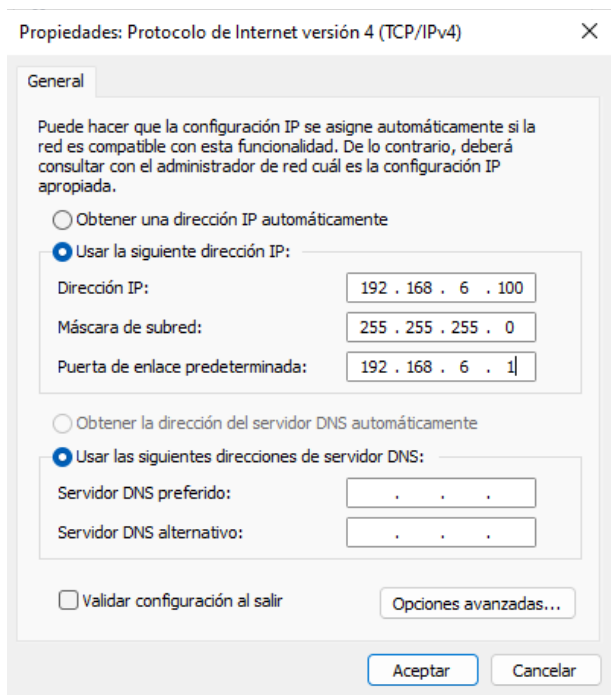 Propiedades: Protocolo de Internet versión 4 (TCP/IPv4)
General
Puede hacer que la configuración IP se asigne automáticamente si la
red es compatible con esta funcionalidad. De lo contrario, deberá
consultar con el administrador de red cuál es la configuración IP
apropiada.
Obtener una dirección IP automáticamente
Usar la siguiente dirección IP:
Dirección IP: 192 . 168 . 6 . 100
Máscara de subred: 255 . 255 . 255 . 0
Puerta de enlace predeterminada: 192 . 168 . 6 . 1
Obtener la dirección del servidor DNS automáticamente
Usar las siguientes direcciones de servidor DNS:
Servidor DNS preferido: . . .
Servidor DNS alternativo: . . .
Validar configuración al salir Opciones avanzadas...
Aceptar Cancelar